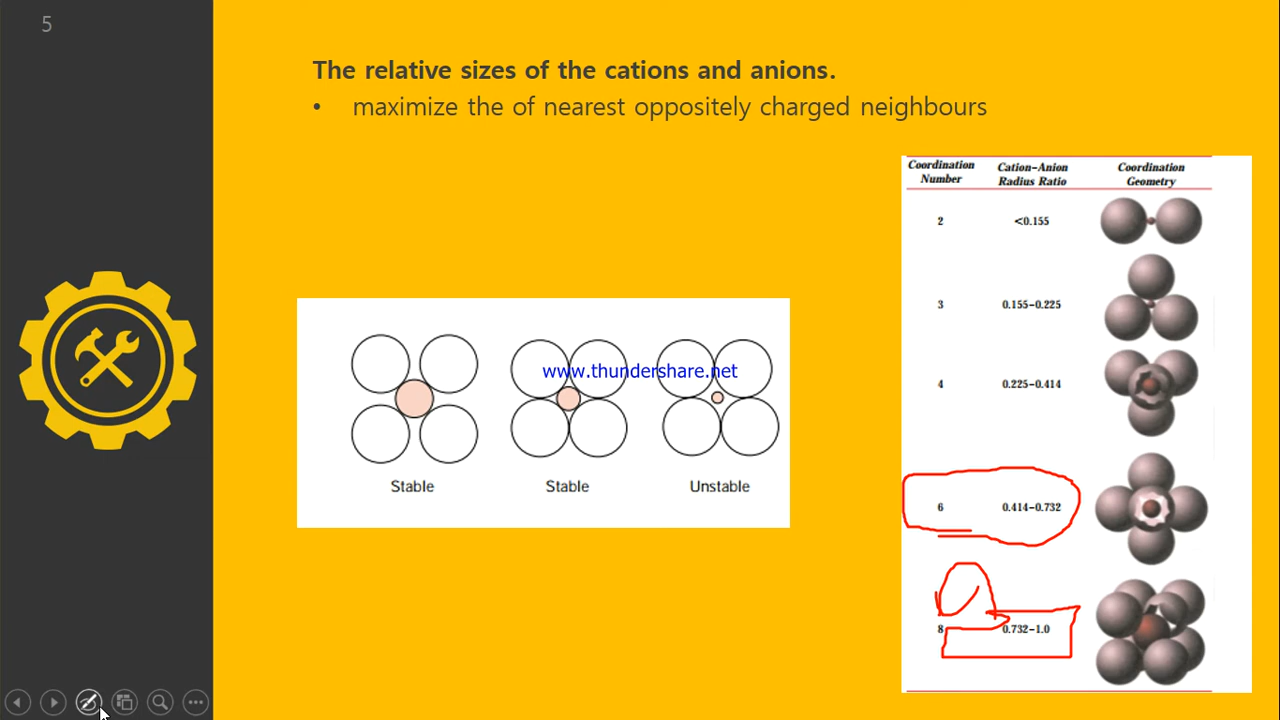 5
The relative sizes of the cations and anions.
• maximize the of nearest oppositely charged neighbours
www.thundershare.net
Stable Stable Unstable
Coordination Number Cation–Anion Radius Ratio Coordination Geometry
2 <0.155
3 0.155–0.225
4 0.225–0.414
6 0.414–0.732
8 0.732–1.0